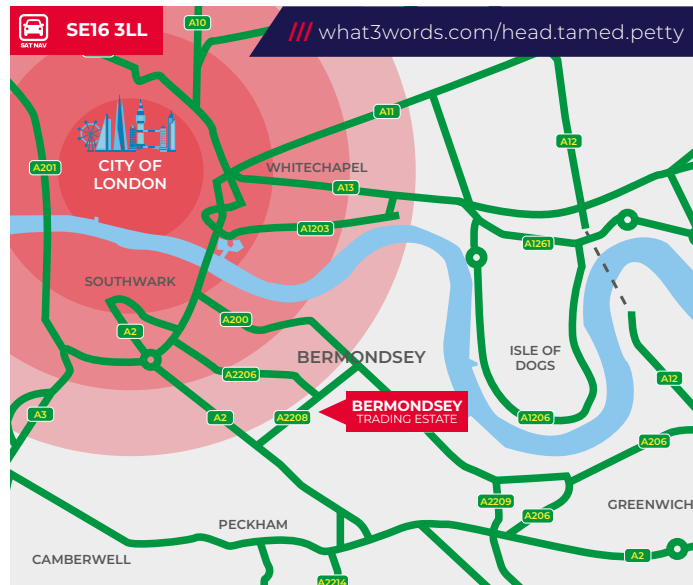 SAT NAV
SE16 3LL
/// what3words.com/head.tamed.petty
A10
A11
A12
A201
CITY OF
LONDON
WHITECHAPEL
A13
A1203
A1261
SOUTHWARK
A200
A2
BERMONDSEY
ISLE OF
DOGS
A2206
A12
BERMONDSEY
TRADING ESTATE
A3
A2
A2208
A1206
A206
A2209
A206
GREENWICH
PECKHAM
A2
CAMBERWELL
A2214